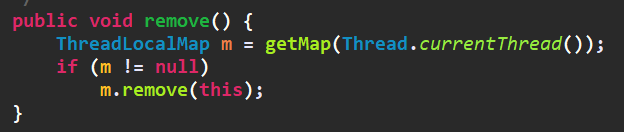 public void remove() {
    ThreadLocalMap m = getMap(Thread.currentThread());
    if (m != null)
        m.remove(this);
}